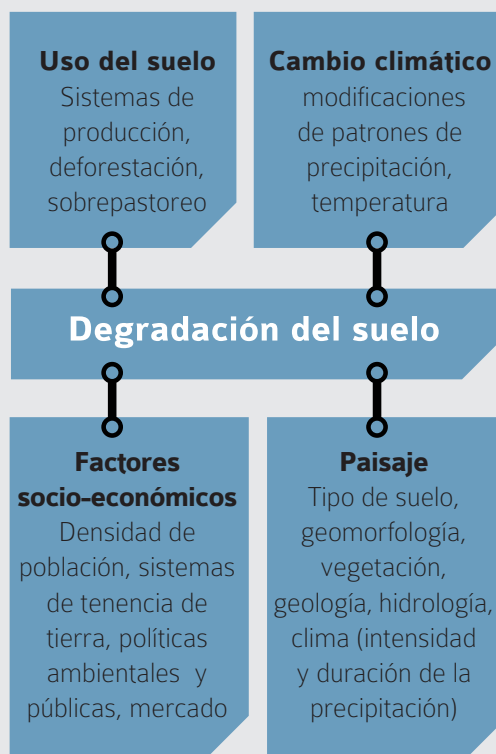 Uso del suelo
Sistemas de
producción,
deforestación,
sobrepastoreo
Cambio climático
modificaciones
de patrones de
precipitación,
temperatura
Degradación del suelo
Factores
socio-económicos
Densidad de
población, sistemas
de tenencia de
tierra, políticas
ambientales y
públicas, mercado
Paisaje
Tipo de suelo,
geomorfología,
vegetación,
geología, hidrología,
clima (intensidad
y duración de la
precipitación)